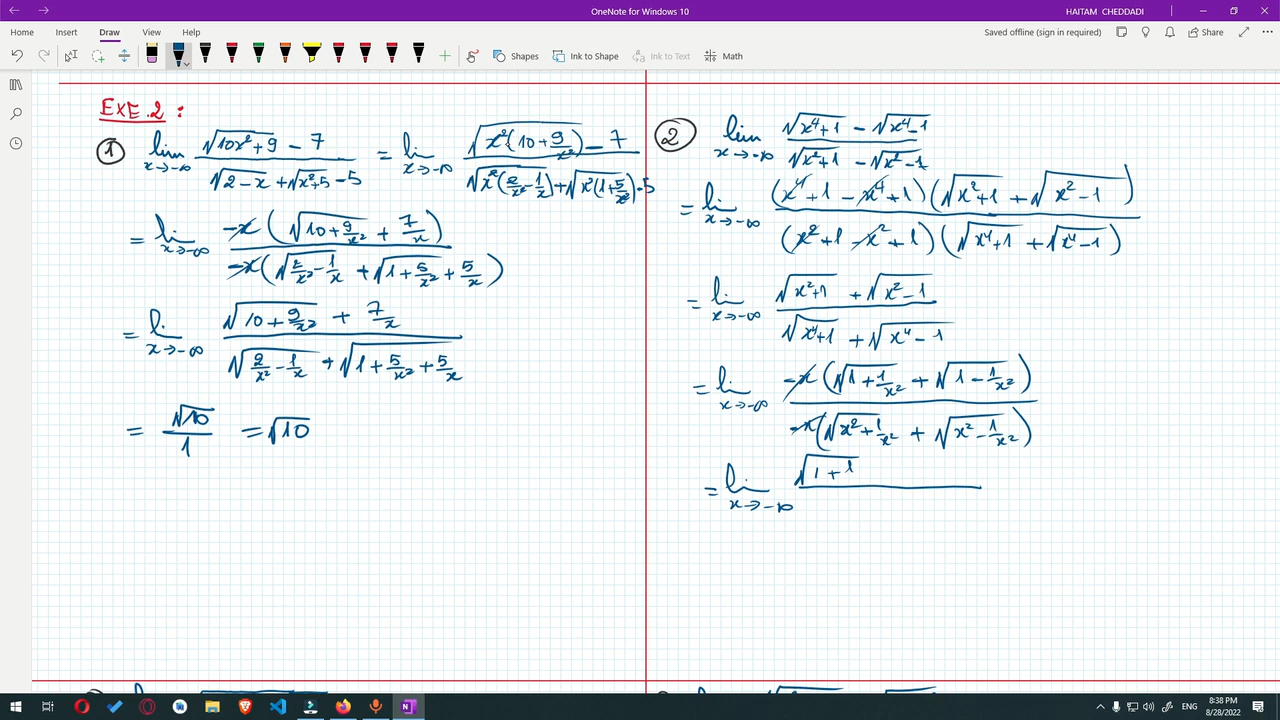 OneNote for Windows 10
HAITAM CHEDDADI
Home Insert Draw View Help
Saved offline (sign in required) Share
Shapes Ink to Shape Ink to Text Math
EXE.2 :
① lim x→-∞ (√(10x²+9) - 7) / (√(2-x) + √(x²+5) - 5) = lim x→-∞ (√(x²(10+9/x²)) - 7) / (√(x²(2/x²-1/x)) + √(x²(1+5/x²)) - 5)
= lim x→-∞ -x(√(10+9/x²) + 7/x) / -x(√(2/x²-1/x) + √(1+5/x²) + 5/x)
= lim x→-∞ (√(10+9/x²) + 7/x) / (√(2/x²-1/x) + √(1+5/x²+5/x))
= √10/1 = √10
② lim x→-∞ (√(x⁴+1) - √(x⁴-1)) / (√(x²+1) - √(x²-1))
= lim x→-∞ (x⁴+1-x⁴+1)(√(x²+1) + √(x²-1)) / (x²+1-x²+1)(√(x⁴+1) + √(x⁴-1))
= lim x→-∞ (√(x²+1) + √(x²-1)) / (√(x⁴+1) + √(x⁴-1))
= lim x→-∞ -x(√(1+1/x²) + √(1-1/x²)) / -x(√(x²+1/x²) + √(x²-1/x²))
= lim x→-∞ √(1+1
8:38 PM
8/28/2022